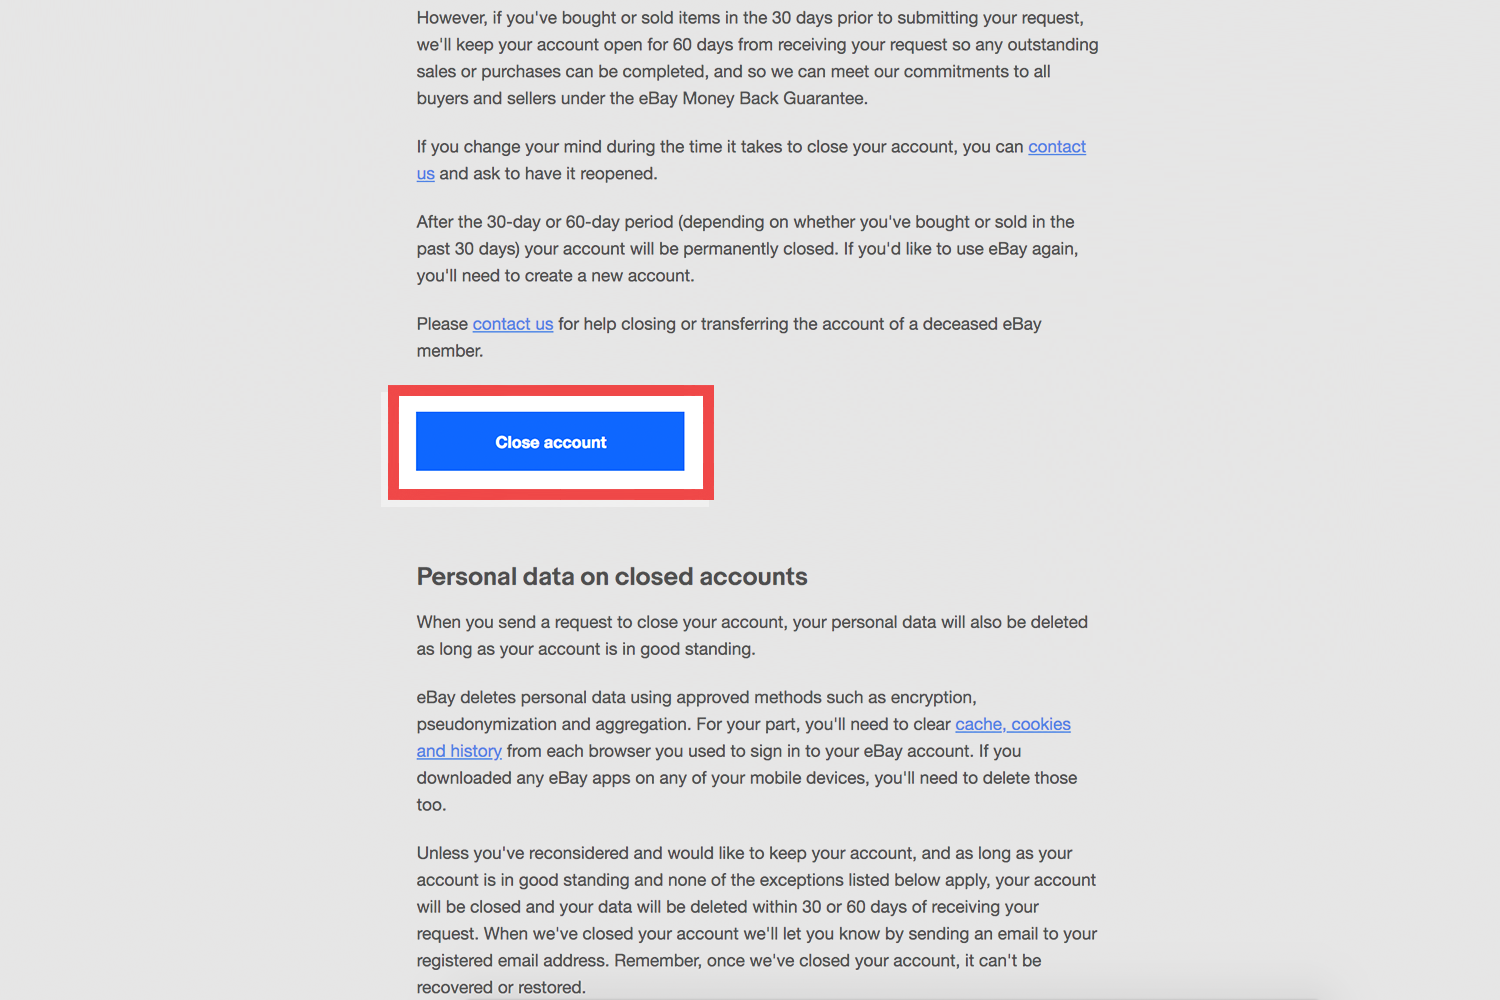 However, if you've bought or sold items in the 30 days prior to submitting your request,
we'll keep your account open for 60 days from receiving your request so any outstanding
sales or purchases can be completed, and so we can meet our commitments to all
buyers and sellers under the eBay Money Back Guarantee.
If you change your mind during the time it takes to close your account, you can contact
us and ask to have it reopened.
After the 30-day or 60-day period (depending on whether you've bought or sold in the
past 30 days) your account will be permanently closed. If you'd like to use eBay again,
you'll need to create a new account.
Please contact us for help closing or transferring the account of a deceased eBay
member.
Close account
Personal data on closed accounts
When you send a request to close your account, your personal data will also be deleted
as long as your account is in good standing.
eBay deletes personal data using approved methods such as encryption,
pseudonymization and aggregation. For your part, you'll need to clear cache, cookies
and history from each browser you used to sign in to your eBay account. If you
downloaded any eBay apps on any of your mobile devices, you'll need to delete those
too.
Unless you've reconsidered and would like to keep your account, and as long as your
account is in good standing and none of the exceptions listed below apply, your account
will be closed and your data will be deleted within 30 or 60 days of receiving your
request. When we've closed your account we'll let you know by sending an email to your
registered email address. Remember, once we've closed your account, it can't be
recovered or restored.